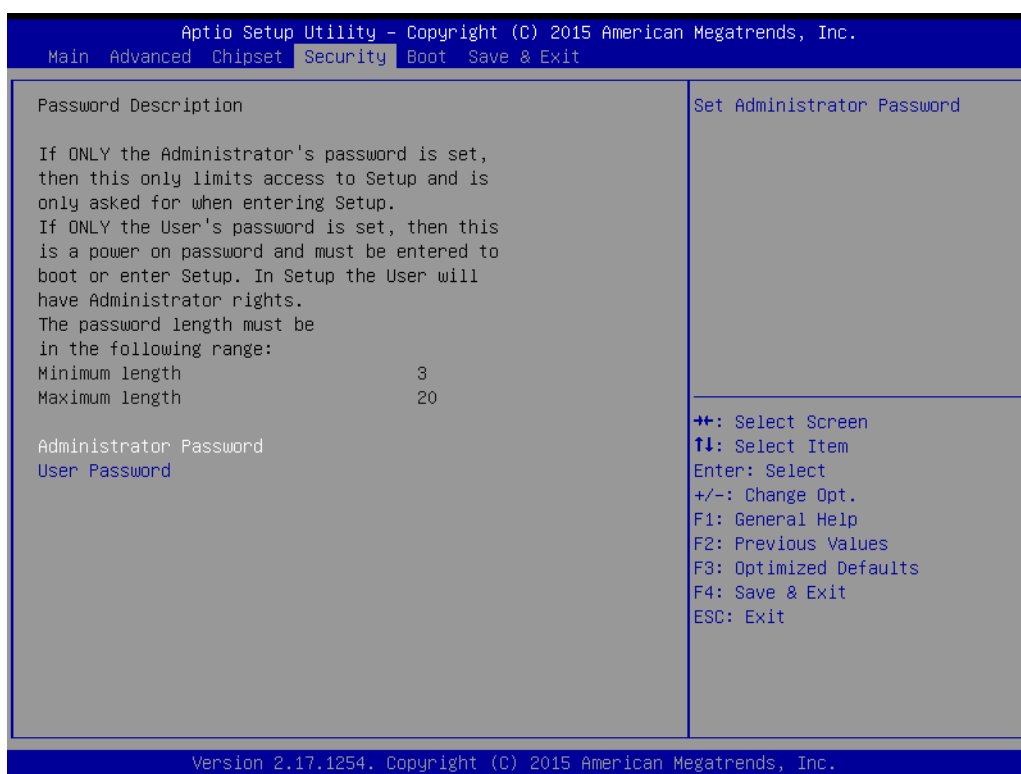 Aptio Setup Utility – Copyright (C) 2015 American Megatrends, Inc.
Main Advanced Chipset Security Boot Save & Exit
Password Description
If ONLY the Administrator's password is set,
then this only limits access to Setup and is
only asked for when entering Setup.
If ONLY the User's password is set, then this
is a power on password and must be entered to
boot or enter Setup. In Setup the User will
have Administrator rights.
The password length must be
in the following range:
Minimum length 3
Maximum length 20
Administrator Password
User Password
Set Administrator Password
→←: Select Screen
↑↓: Select Item
Enter: Select
+/-: Change Opt.
F1: General Help
F2: Previous Values
F3: Optimized Defaults
F4: Save & Exit
ESC: Exit
Version 2.17.1254. Copyright (C) 2015 American Megatrends, Inc.